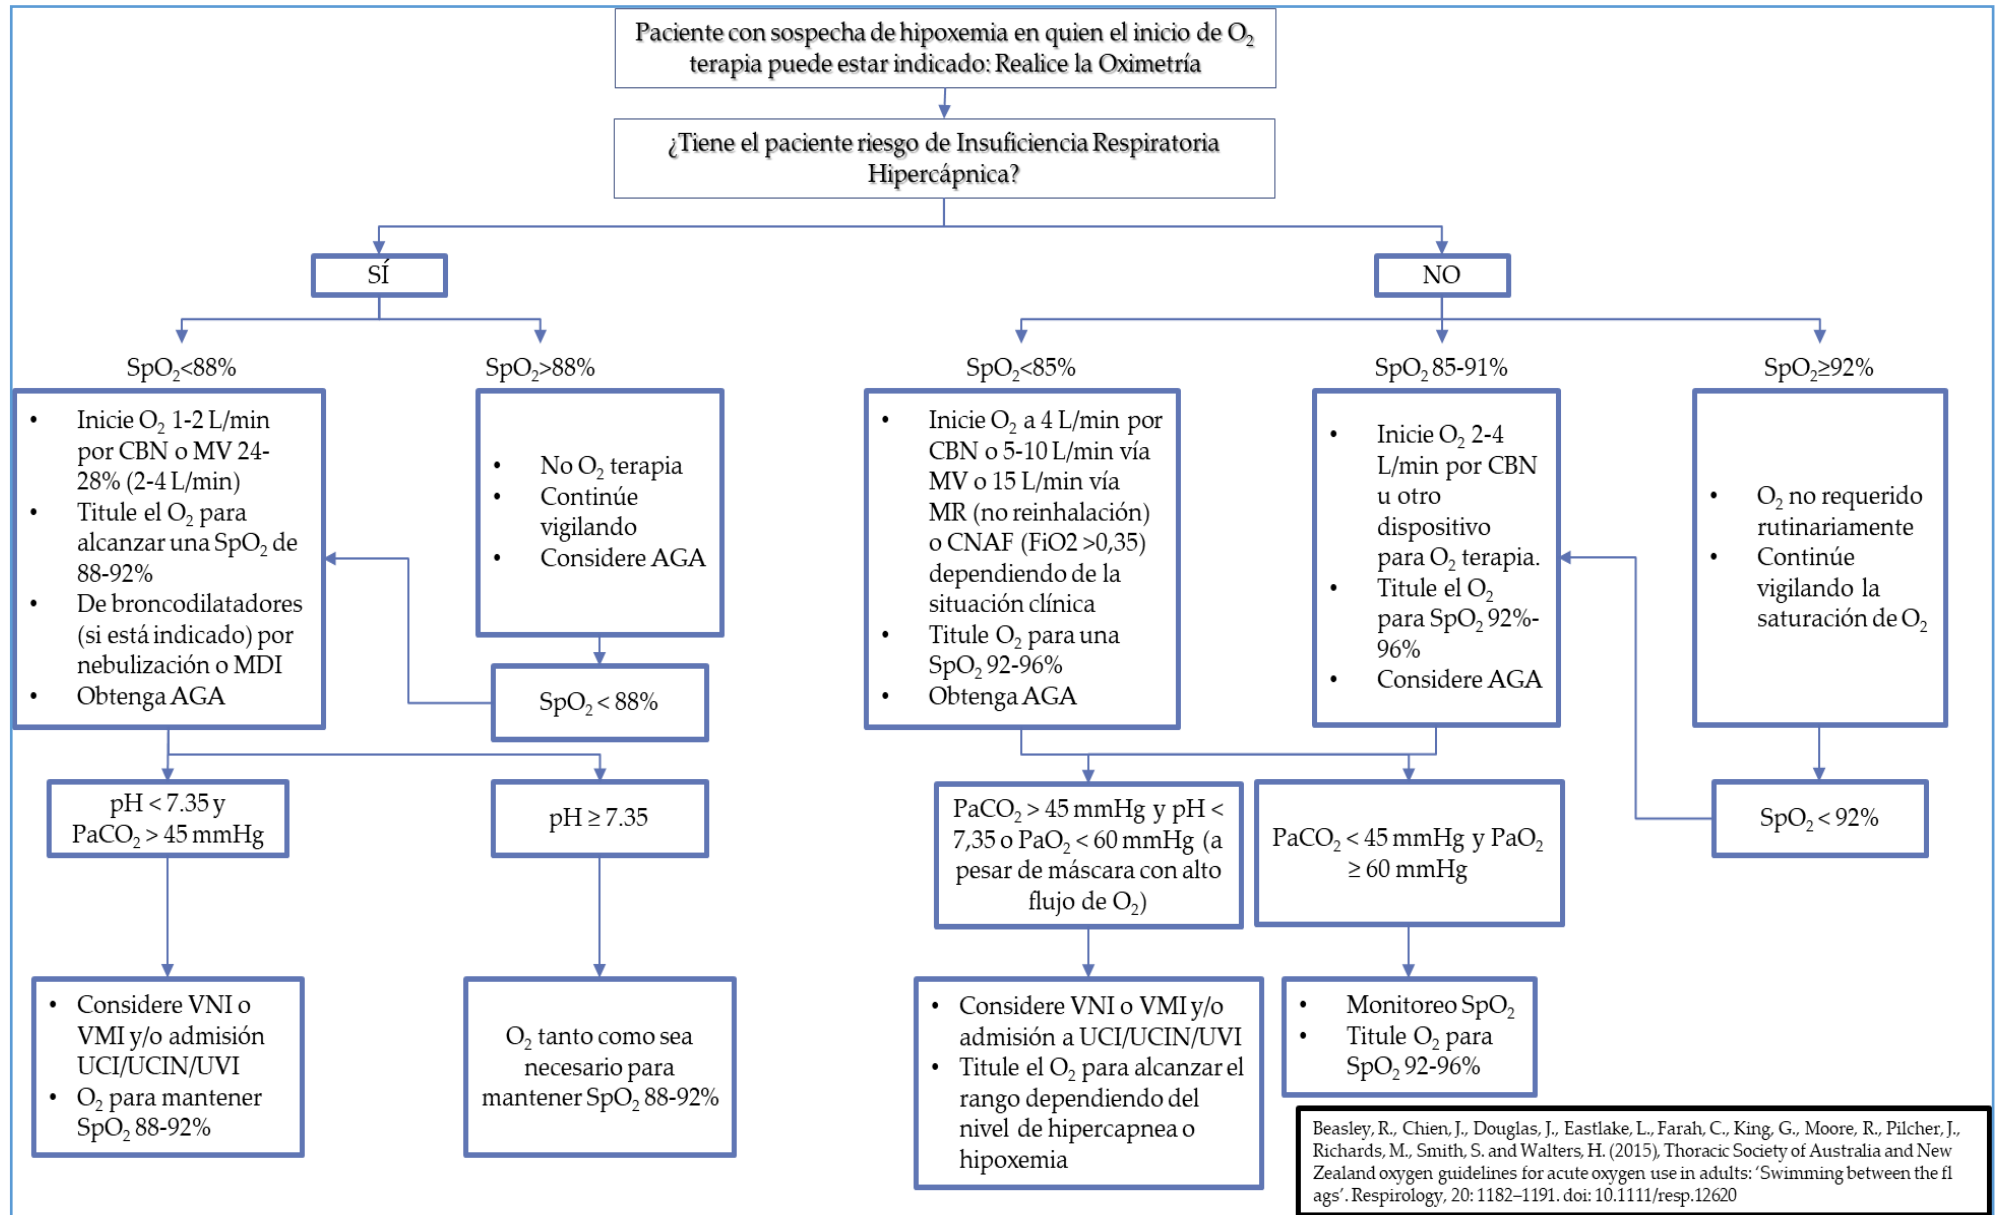 Paciente con sospecha de hipoxemia en quien el inicio de O₂
terapia puede estar indicado: Realice la Oximetría
¿Tiene el paciente riesgo de Insuficiencia Respiratoria
Hipercápnica?
SÍ
NO
SpO₂<88%
• Inicie O₂ 1-2 L/min
por CBN o MV 24-
28% (2-4 L/min)
• Titule el O₂ para
alcanzar una SpO₂ de
88-92%
• De broncodilatadores
(si está indicado) por
nebulización o MDI
• Obtenga AGA
SpO₂>88%
• No O₂ terapia
• Continúe
vigilando
• Considere AGA
SpO₂ < 88%
pH < 7.35 y
PaCO₂ > 45 mmHg
pH ≥ 7.35
• Considere VNI o
VMI y/o admisión
UCI/UCIN/UVI
• O₂ para mantener
SpO₂ 88-92%
O₂ tanto como sea
necesario para
mantener SpO₂ 88-92%
SpO₂<85%
• Inicie O₂ a 4 L/min por
CBN o 5-10 L/min vía
MV o 15 L/min vía
MR (no reinhalación)
o CNAF (FiO2 >0,35)
dependiendo de la
situación clínica
• Titule O₂ para una
SpO₂ 92-96%
• Obtenga AGA
SpO₂ 85-91%
• Inicie O₂ 2-4
L/min por CBN
u otro
dispositivo
para O₂ terapia.
• Titule el O₂
para SpO₂ 92%-
96%
• Considere AGA
SpO₂≥92%
• O₂ no requerido
rutinariamente
• Continúe
vigilando la
saturación de O₂
SpO₂ < 92%
PaCO₂ > 45 mmHg y pH <
7,35 o PaO₂ < 60 mmHg (a
pesar de máscara con alto
flujo de O₂)
PaCO₂ < 45 mmHg y PaO₂
≥ 60 mmHg
• Considere VNI o VMI y/o
admisión a UCI/UCIN/UVI
• Titule el O₂ para alcanzar el
rango dependiendo del
nivel de hipercapnea o
hipoxemia
• Monitoreo SpO₂
• Titule O₂ para
SpO₂ 92-96%
Beasley, R., Chien, J., Douglas, J., Eastlake, L., Farah, C., King, G., Moore, R., Pilcher, J.,
Richards, M., Smith, S. and Walters, H. (2015), Thoracic Society of Australia and New
Zealand oxygen guidelines for acute oxygen use in adults: ‘Swimming between the fl
ags’. Respirology, 20: 1182–1191. doi: 10.1111/resp.12620